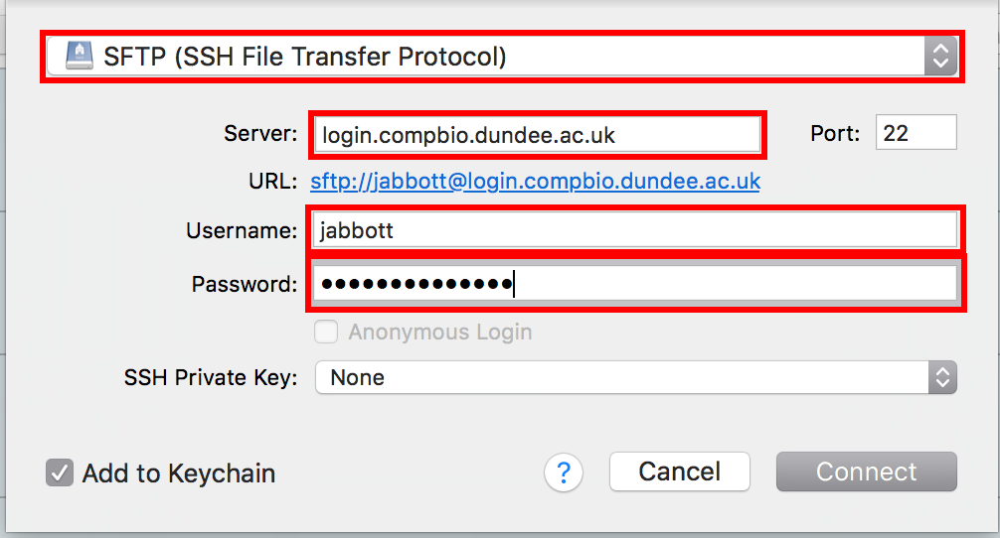 SFTP (SSH File Transfer Protocol)
Server: login.compbio.dundee.ac.uk Port: 22
URL: sftp://jabbott@login.compbio.dundee.ac.uk
Username: jabbott
Password: ••••••••••••••
Anonymous Login
SSH Private Key: None
Add to Keychain ? Cancel Connect